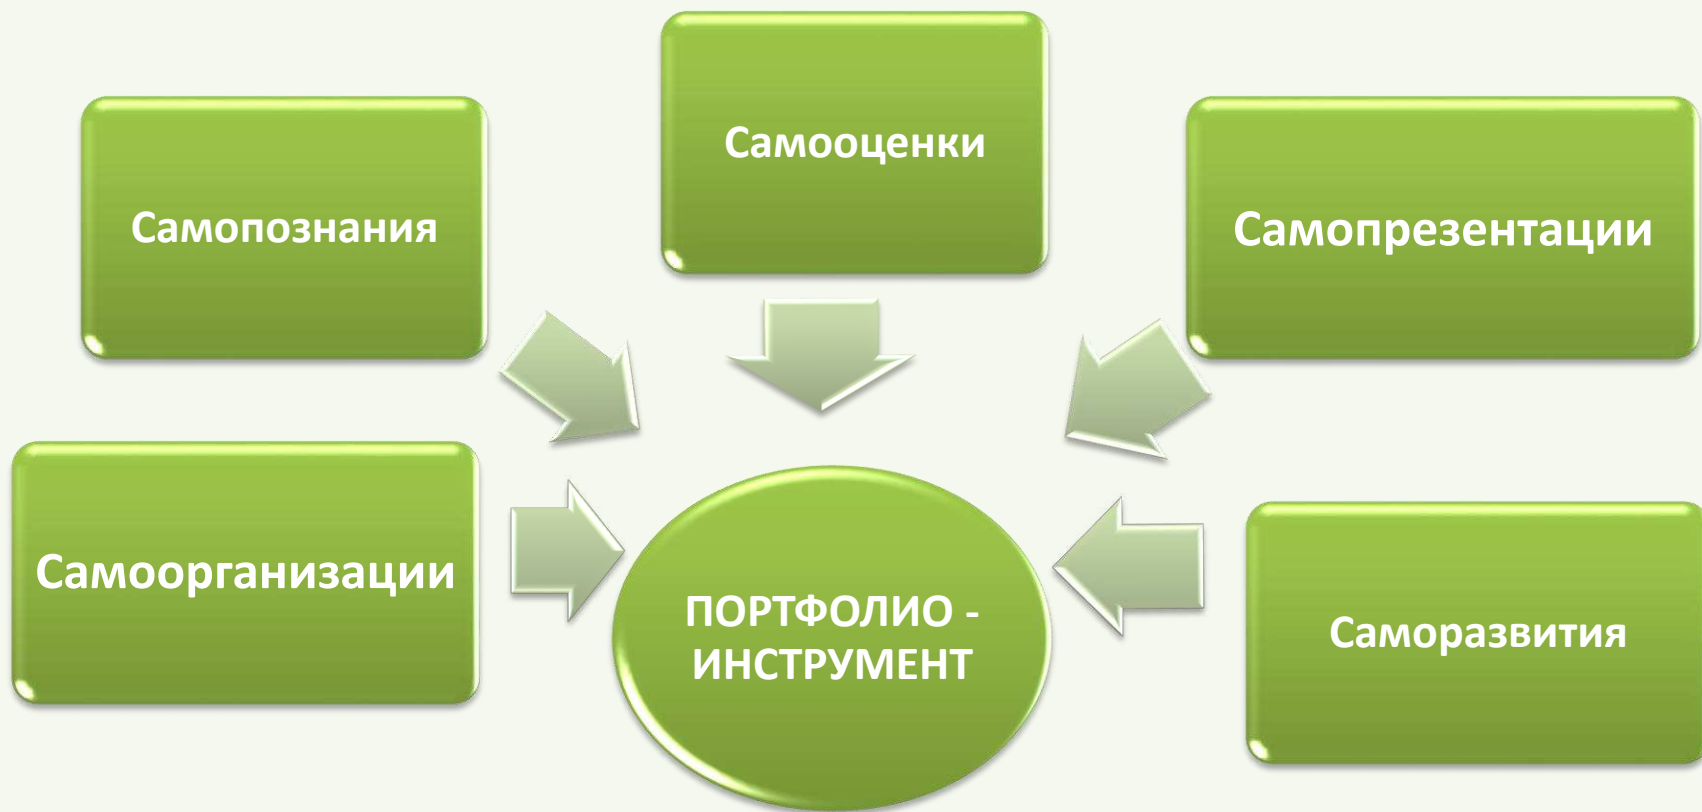 Самооценки
Самопознания
Самопрезентации
Самоорганизации
ПОРТФОЛИО -
ИНСТРУМЕНТ
Саморазвития